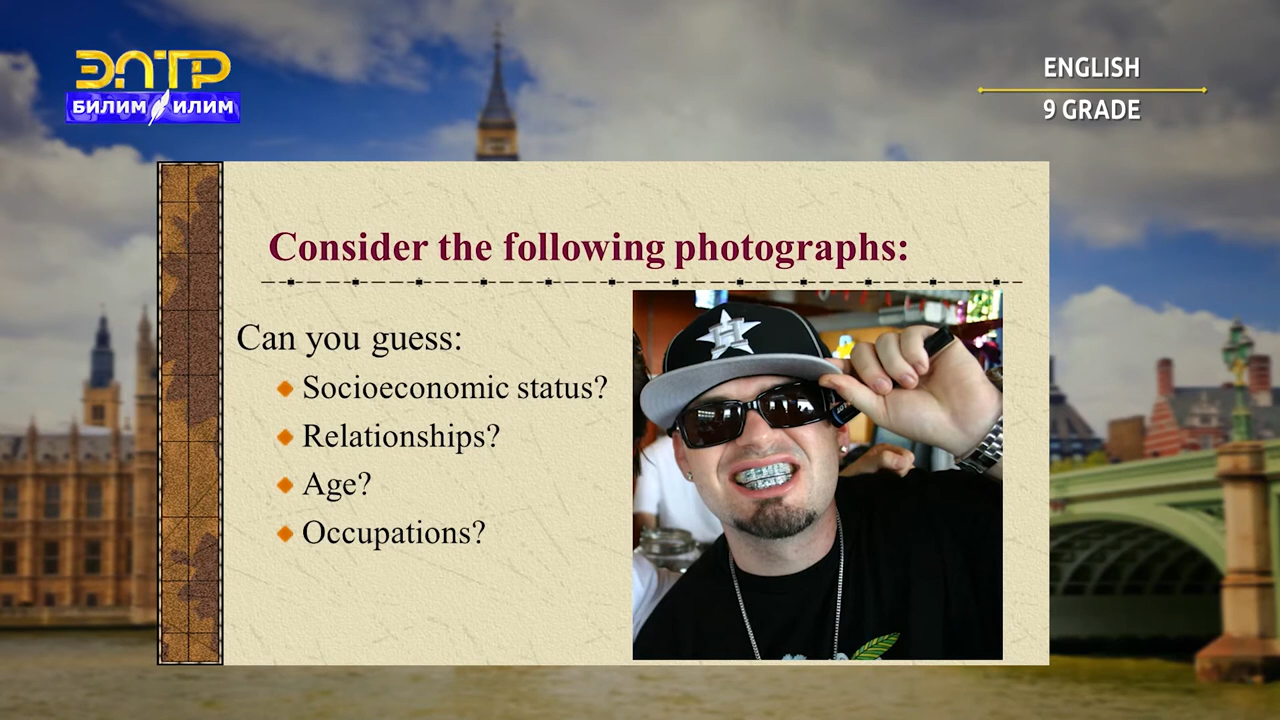 ЭЛТР
БИЛИМ ИЛИМ
ENGLISH
9 GRADE
Consider the following photographs:
Can you guess:
Socioeconomic status?
Relationships?
Age?
Occupations?
H